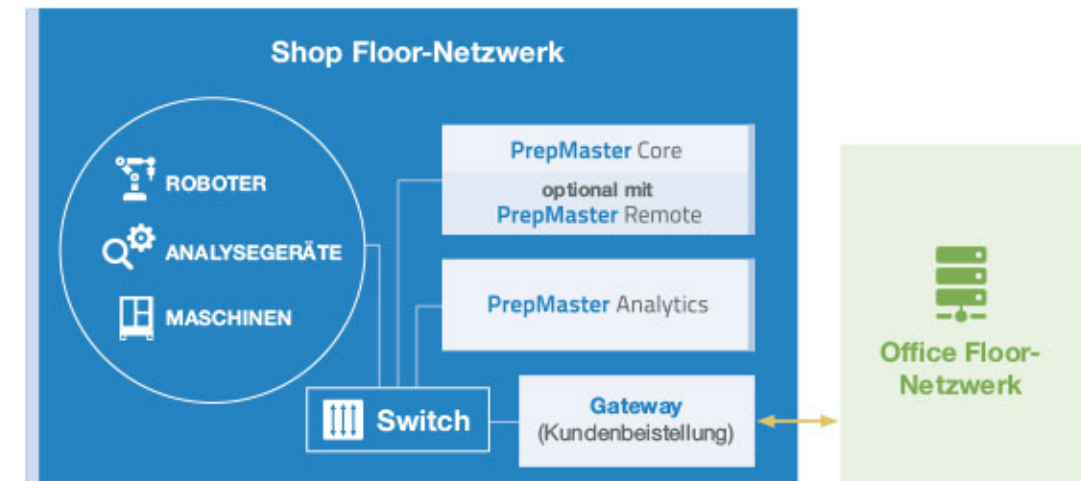 Shop Floor-Netzwerk
ROBOTER
ANALYSEGERÄTE
MASCHINEN
PrepMaster Core
optional mit
PrepMaster Remote
PrepMaster Analytics
Switch
Gateway
(Kundenbeistellung)
Office Floor-
Netzwerk